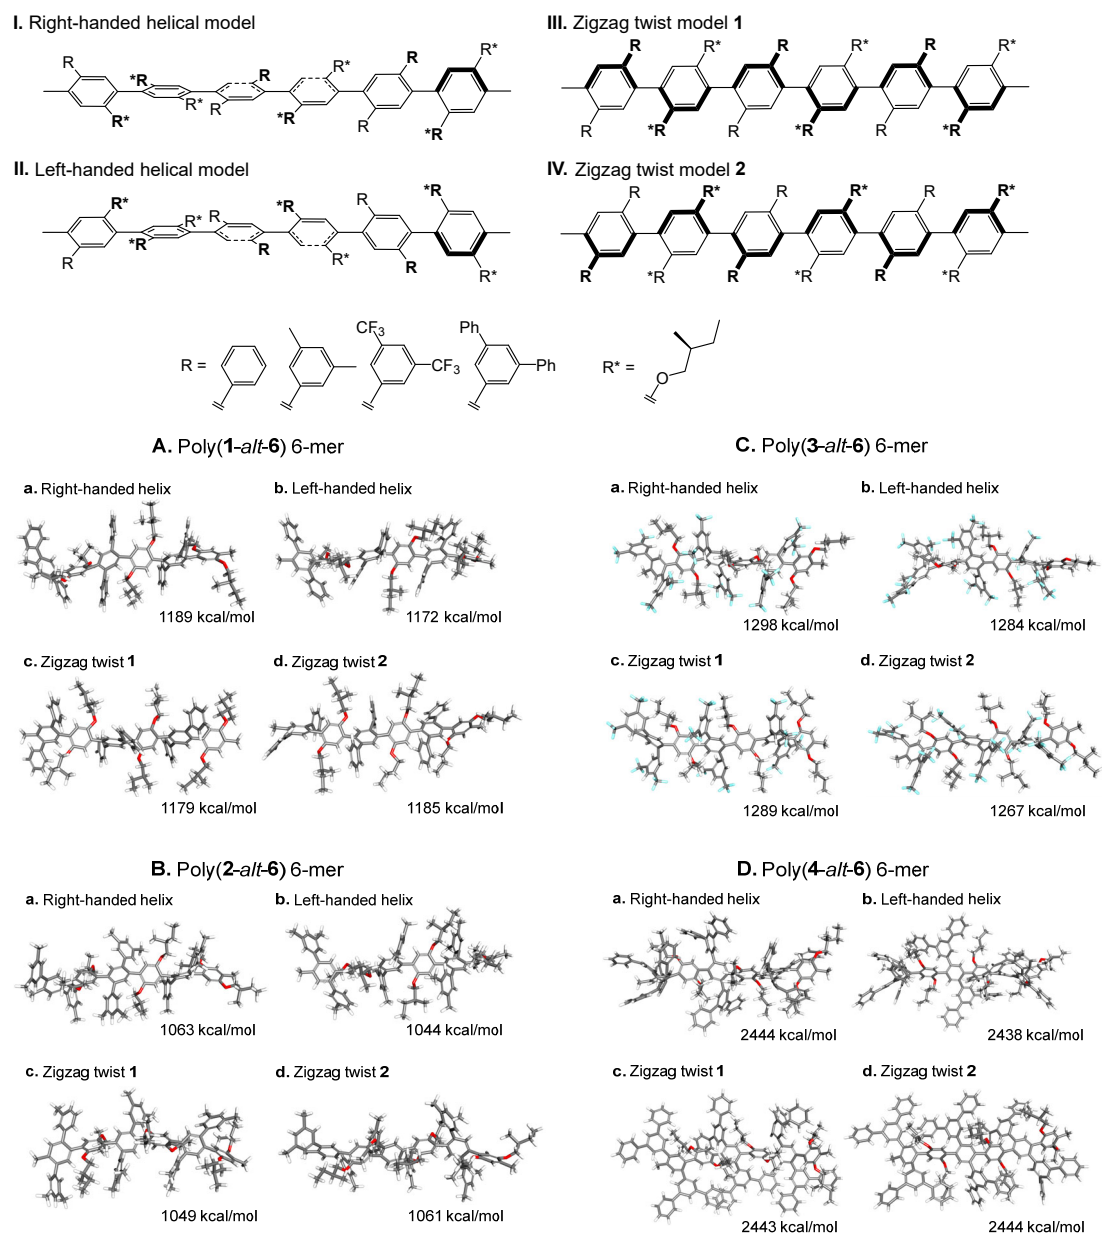 I. Right-handed helical model
R *R R R* R R*
R* R* R *R R *R
II. Left-handed helical model
R* R* R *R R *R
R *R R R* R R*
III. Zigzag twist model 1
R R* R R* R R*
R *R R *R R *R
IV. Zigzag twist model 2
R R* R R* R R*
R *R R *R R *R
R =
CF3
CF3
Ph
Ph
R* =
O
A. Poly(1-alt-6) 6-mer
a. Right-handed helix
1189 kcal/mol
b. Left-handed helix
1172 kcal/mol
c. Zigzag twist 1
1179 kcal/mol
d. Zigzag twist 2
1185 kcal/mol
C. Poly(3-alt-6) 6-mer
a. Right-handed helix
1298 kcal/mol
b. Left-handed helix
1284 kcal/mol
c. Zigzag twist 1
1289 kcal/mol
d. Zigzag twist 2
1267 kcal/mol
B. Poly(2-alt-6) 6-mer
a. Right-handed helix
1063 kcal/mol
b. Left-handed helix
1044 kcal/mol
c. Zigzag twist 1
1049 kcal/mol
d. Zigzag twist 2
1061 kcal/mol
D. Poly(4-alt-6) 6-mer
a. Right-handed helix
2444 kcal/mol
b. Left-handed helix
2438 kcal/mol
c. Zigzag twist 1
2443 kcal/mol
d. Zigzag twist 2
2444 kcal/mol